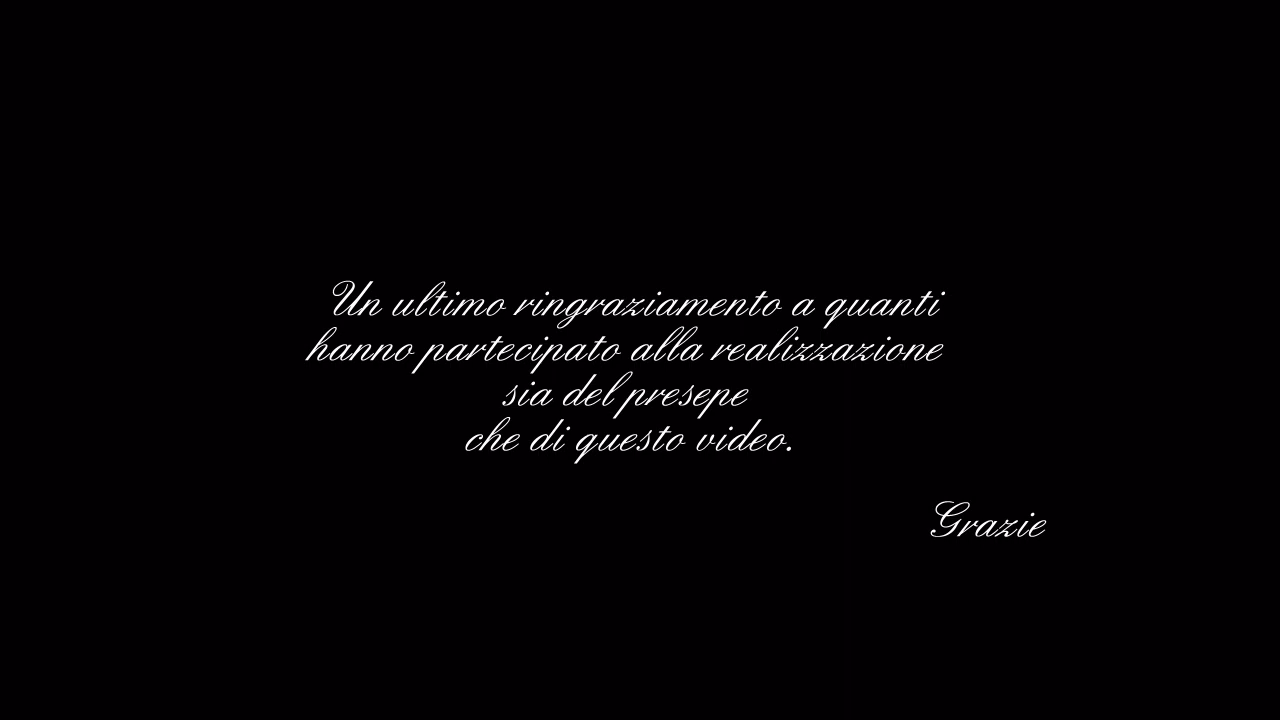 Un ultimo ringraziamento a quanti
hanno partecipato alla realizzazione
sia del presepe
che di questo video.
Grazie